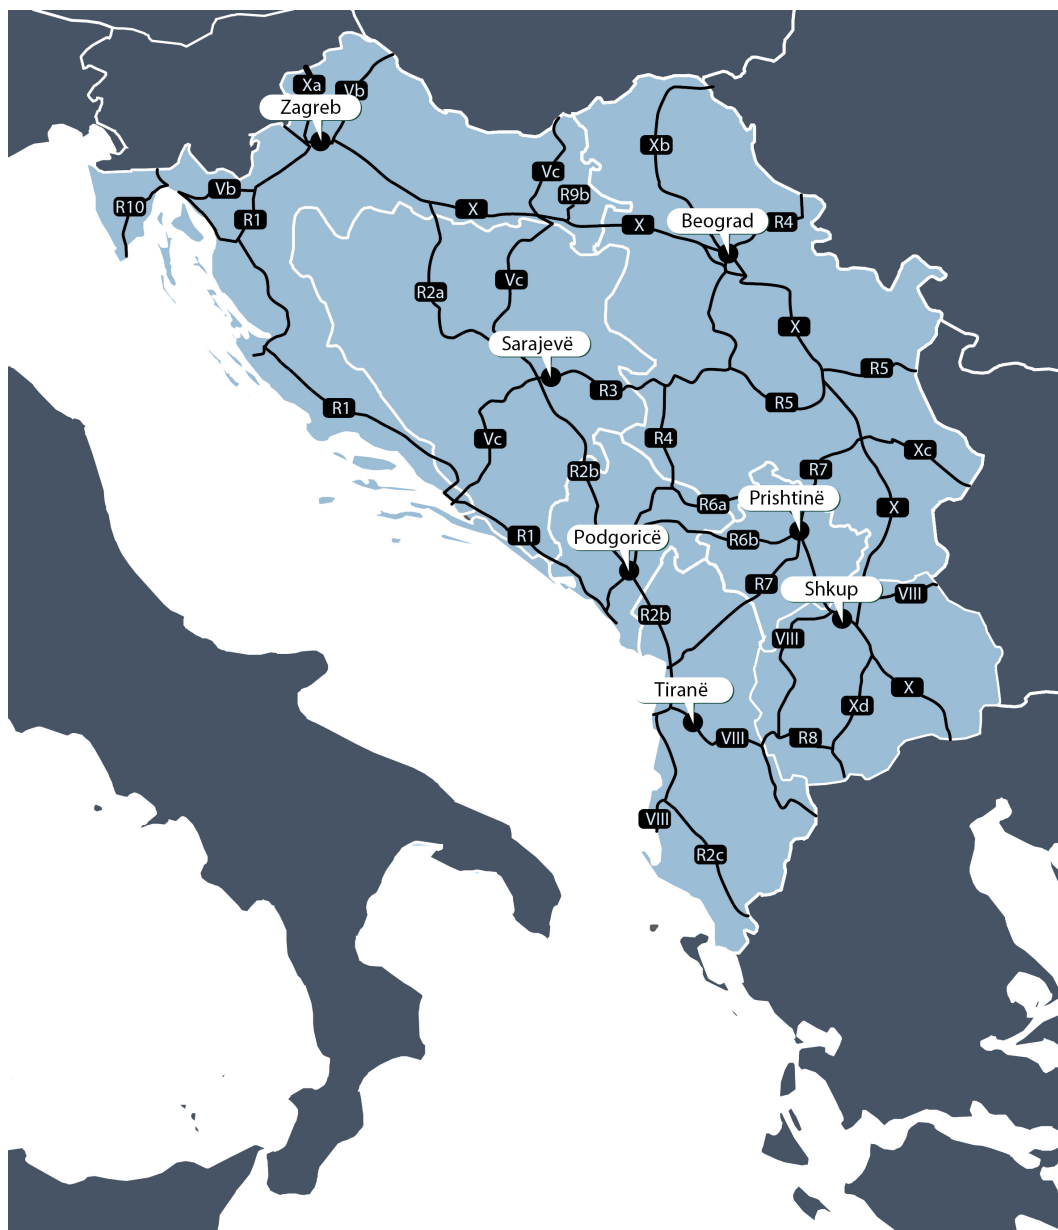 Xa
Vb
Zagreb
Xb
Vc
Vb
R9b
R10
R1
X
X
Beograd
R4
Vc
R2a
X
Sarajevë
R5
R3
R5
R1
Vc
R4
Xc
R2b
R7
Prishtinë
R6a
X
R1
Podgoricë
R6b
R7
Shkup
VIII
R2b
VIII
Tiranë
X
Xd
VIII
R8
VIII
R2c